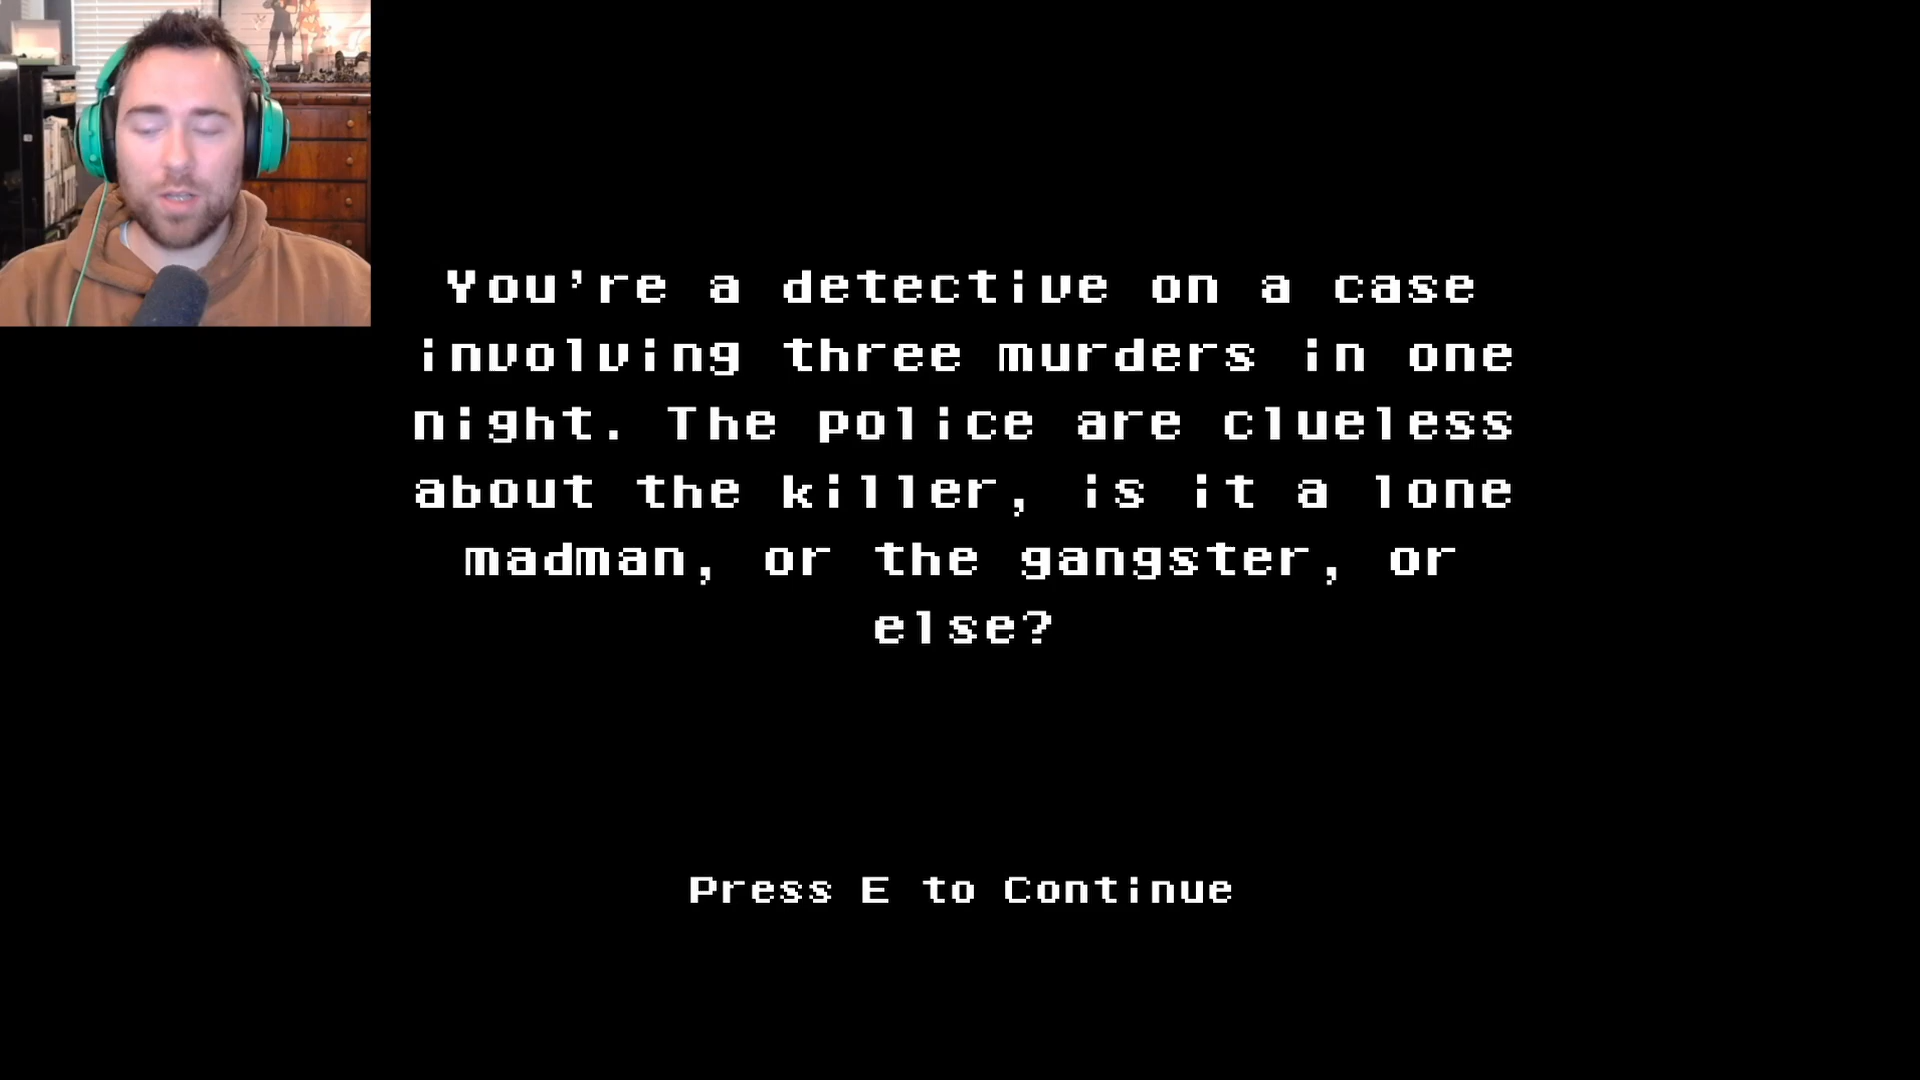 You're a detective on a case
involving three murders in one
night. The police are clueless
about the killer, is it a lone
madman, or the gangster, or
else?
Press E to Continue